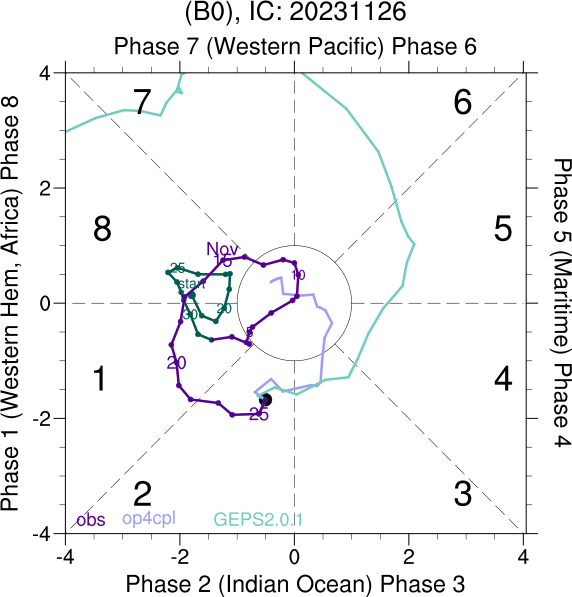 (B0), IC: 20231126
Phase 7 (Western Pacific) Phase 6
Phase 1 (Western Hem, Africa) Phase 8
Phase 5 (Maritime) Phase 4
4
2
0
-2
-4
7
6
8
5
1
4
2
3
Nov
15
25
start
10
20
30
5
20
25
obs
op4cpl
GEPS2.0.1
-4
-2
0
2
4
Phase 2 (Indian Ocean) Phase 3